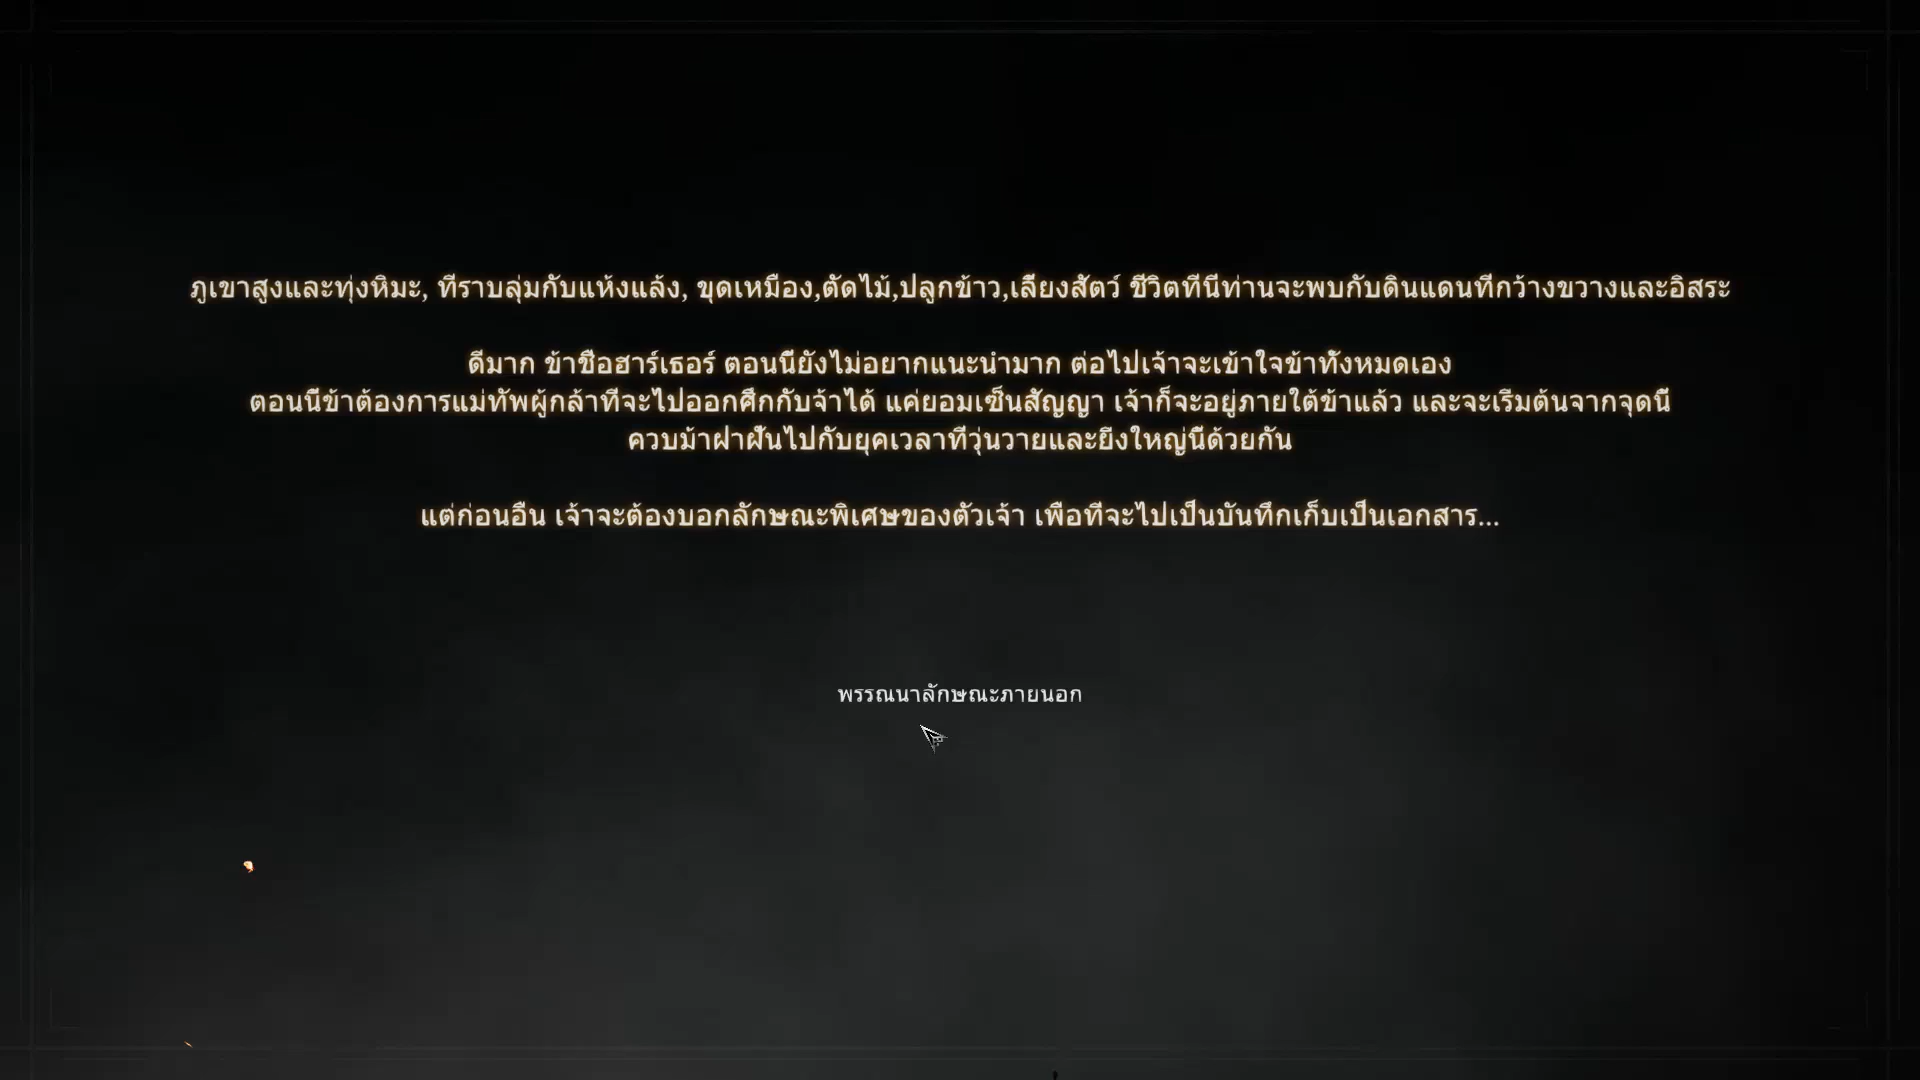 ภูเขาสูงและทุ่งหิมะ, ที่ราบลุ่มกับแห้งแล้ง, ขุดเหมือง,ตัดไม้,ปลูกข้าว,เลี้ยงสัตว์ ชีวิตที่นี่ท่านจะพบกับดินแดนที่กว้างขวางและอิสระ
ดีมาก ข้าชื่อฮาร์เธอร์ ตอนนี้ยังไม่อยากแนะนำมาก ต่อไปเจ้าจะเข้าใจข้าทั้งหมดเอง
ตอนนี้ข้าต้องการแม่ทัพผู้กล้าที่จะไปออกศึกกับจ้าได้ แค่ยอมเซ็นสัญญา เจ้าก็จะอยู่ภายใต้ข้าแล้ว และจะเริ่มต้นจากจุดนี้
ควบม้าฝ่าฝันไปกับยุคเวลาที่วุ่นวายและยิ่งใหญ่นี้ด้วยกัน
แต่ก่อนอื่น เจ้าจะต้องบอกลักษณะพิเศษของตัวเจ้า เพื่อที่จะไปเป็นบันทึกเก็บเป็นเอกสาร...
พรรณนาลักษณะภายนอก